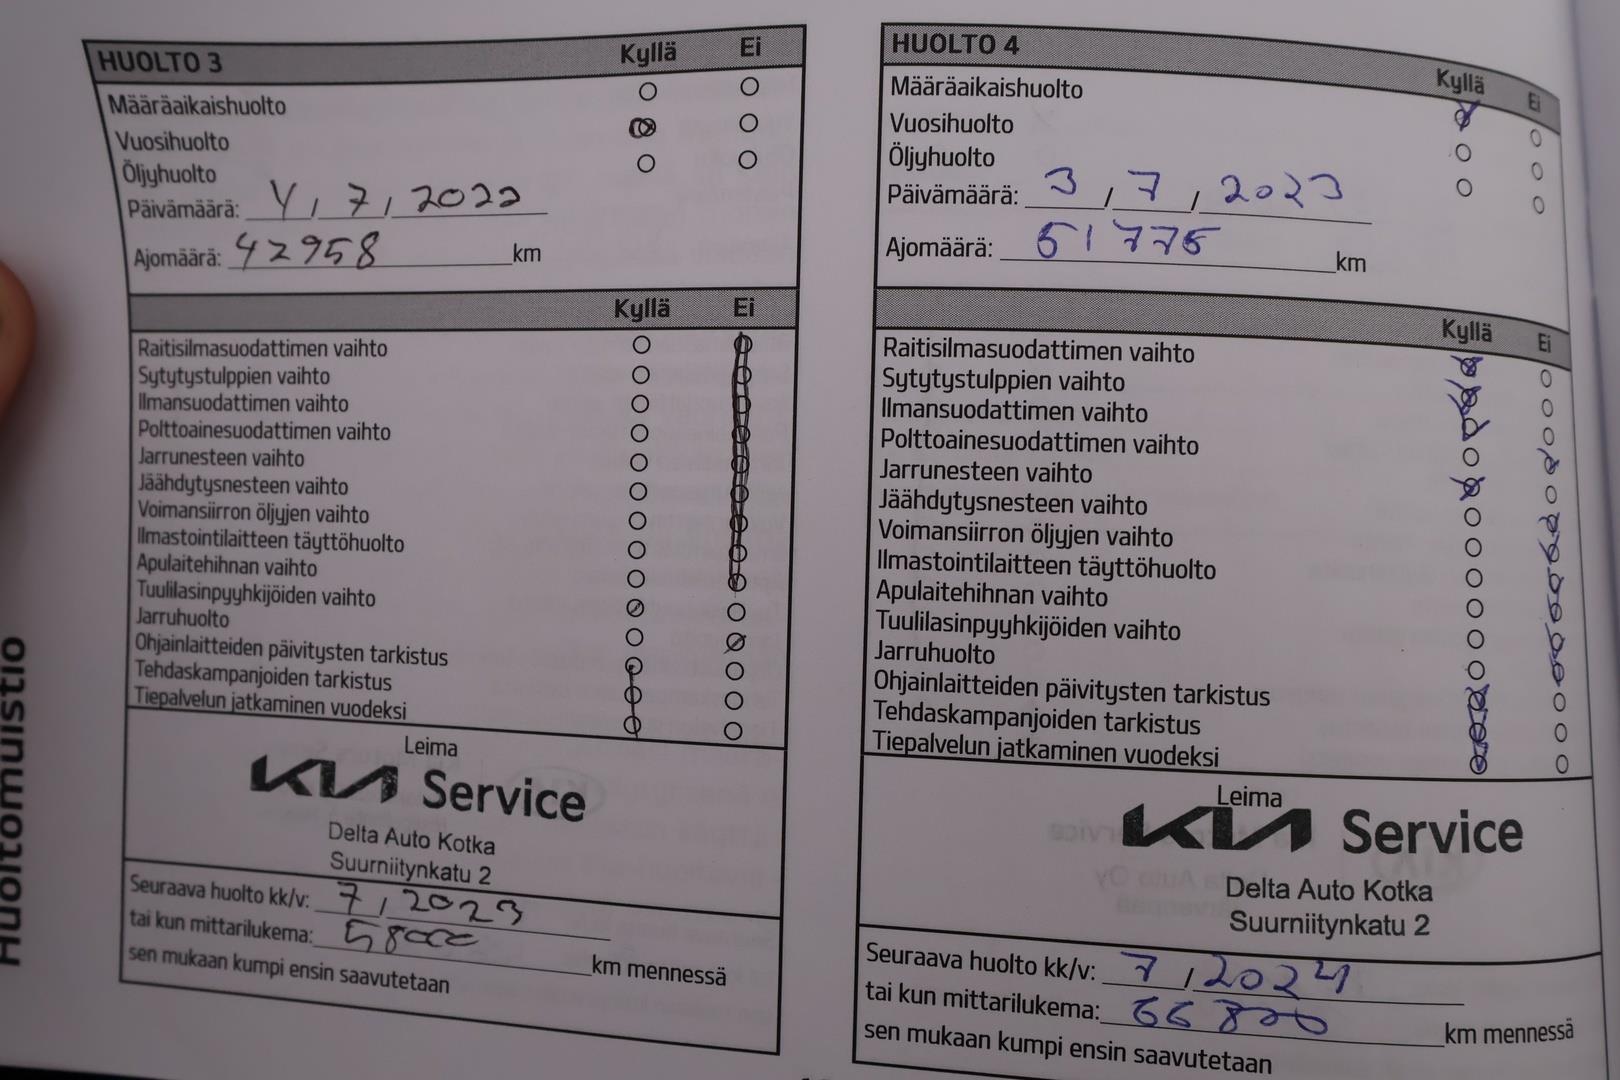 HUOLTO 3 Kyllä Ei
Määräaikaishuolto
Vuosihuolto
Öljyhuolto
Päivämäärä: 4, 7, 2022
Ajomäärä: 42958 km
Kyllä Ei
Raitisilmasuodattimen vaihto
Sytytystulppien vaihto
Ilmansuodattimen vaihto
Polttoainesuodattimen vaihto
Jarrunesteen vaihto
Jäähdytysnesteen vaihto
Voimansiirron öljyjen vaihto
Ilmastointilaitteen täyttöhuolto
Apulaitehihnan vaihto
Tuulilasinpyyhkijöiden vaihto
Jarruhuolto
Ohjainlaitteiden päivitysten tarkistus
Tehdaskampanjoiden tarkistus
Tiepalvelun jatkaminen vuodeksi
Leima
KIA Service
Delta Auto Kotka
Suurniitynkatu 2
Seuraava huolto kk/v: 7, 2023
tai kun mittarilukema: 58000 km mennessä
sen mukaan kumpi ensin saavutetaan
HUOLTO 4 Kyllä Ei
Määräaikaishuolto
Vuosihuolto
Öljyhuolto
Päivämäärä: 3 / 7 / 2023
Ajomäärä: 51775 km
Kyllä Ei
Raitisilmasuodattimen vaihto
Sytytystulppien vaihto
Ilmansuodattimen vaihto
Polttoainesuodattimen vaihto
Jarrunesteen vaihto
Jäähdytysnesteen vaihto
Voimansiirron öljyjen vaihto
Ilmastointilaitteen täyttöhuolto
Apulaitehihnan vaihto
Tuulilasinpyyhkijöiden vaihto
Jarruhuolto
Ohjainlaitteiden päivitysten tarkistus
Tehdaskampanjoiden tarkistus
Tiepalvelun jatkaminen vuodeksi
Leima
KIA Service
Delta Auto Kotka
Suurniitynkatu 2
Seuraava huolto kk/v: 7 / 2024
tai kun mittarilukema: 66800 km mennessä
sen mukaan kumpi ensin saavutetaan
Huoltomuistio